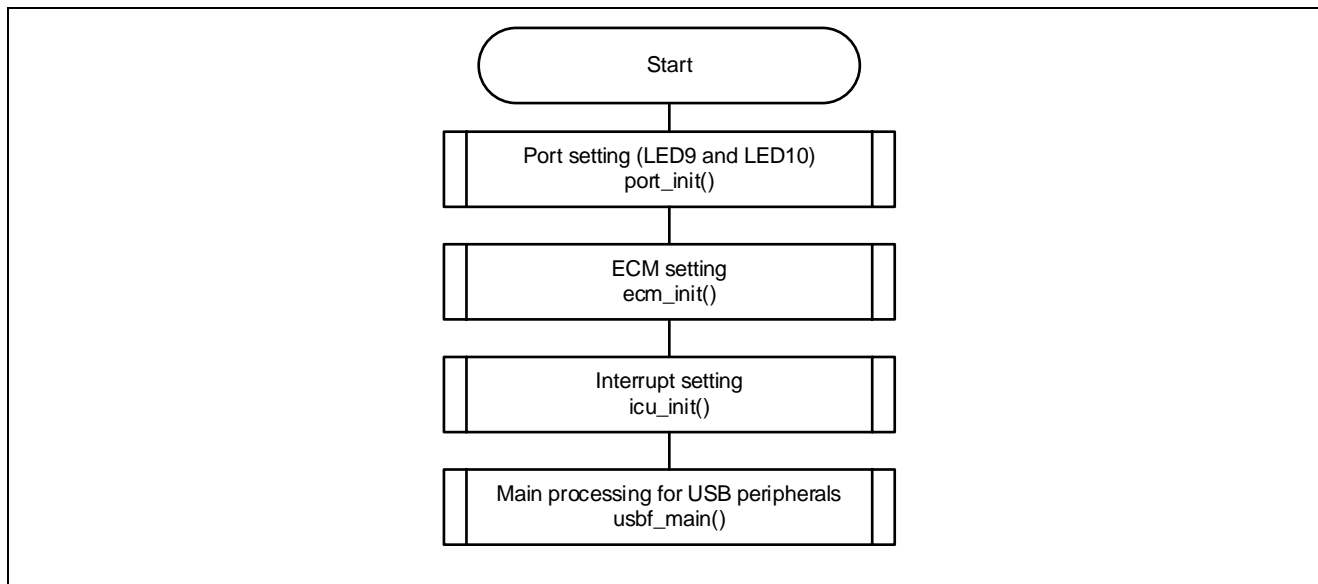 Start
Port setting (LED9 and LED10)
port_init()
ECM setting
ecm_init()
Interrupt setting
icu_init()
Main processing for USB peripherals
usbf_main()